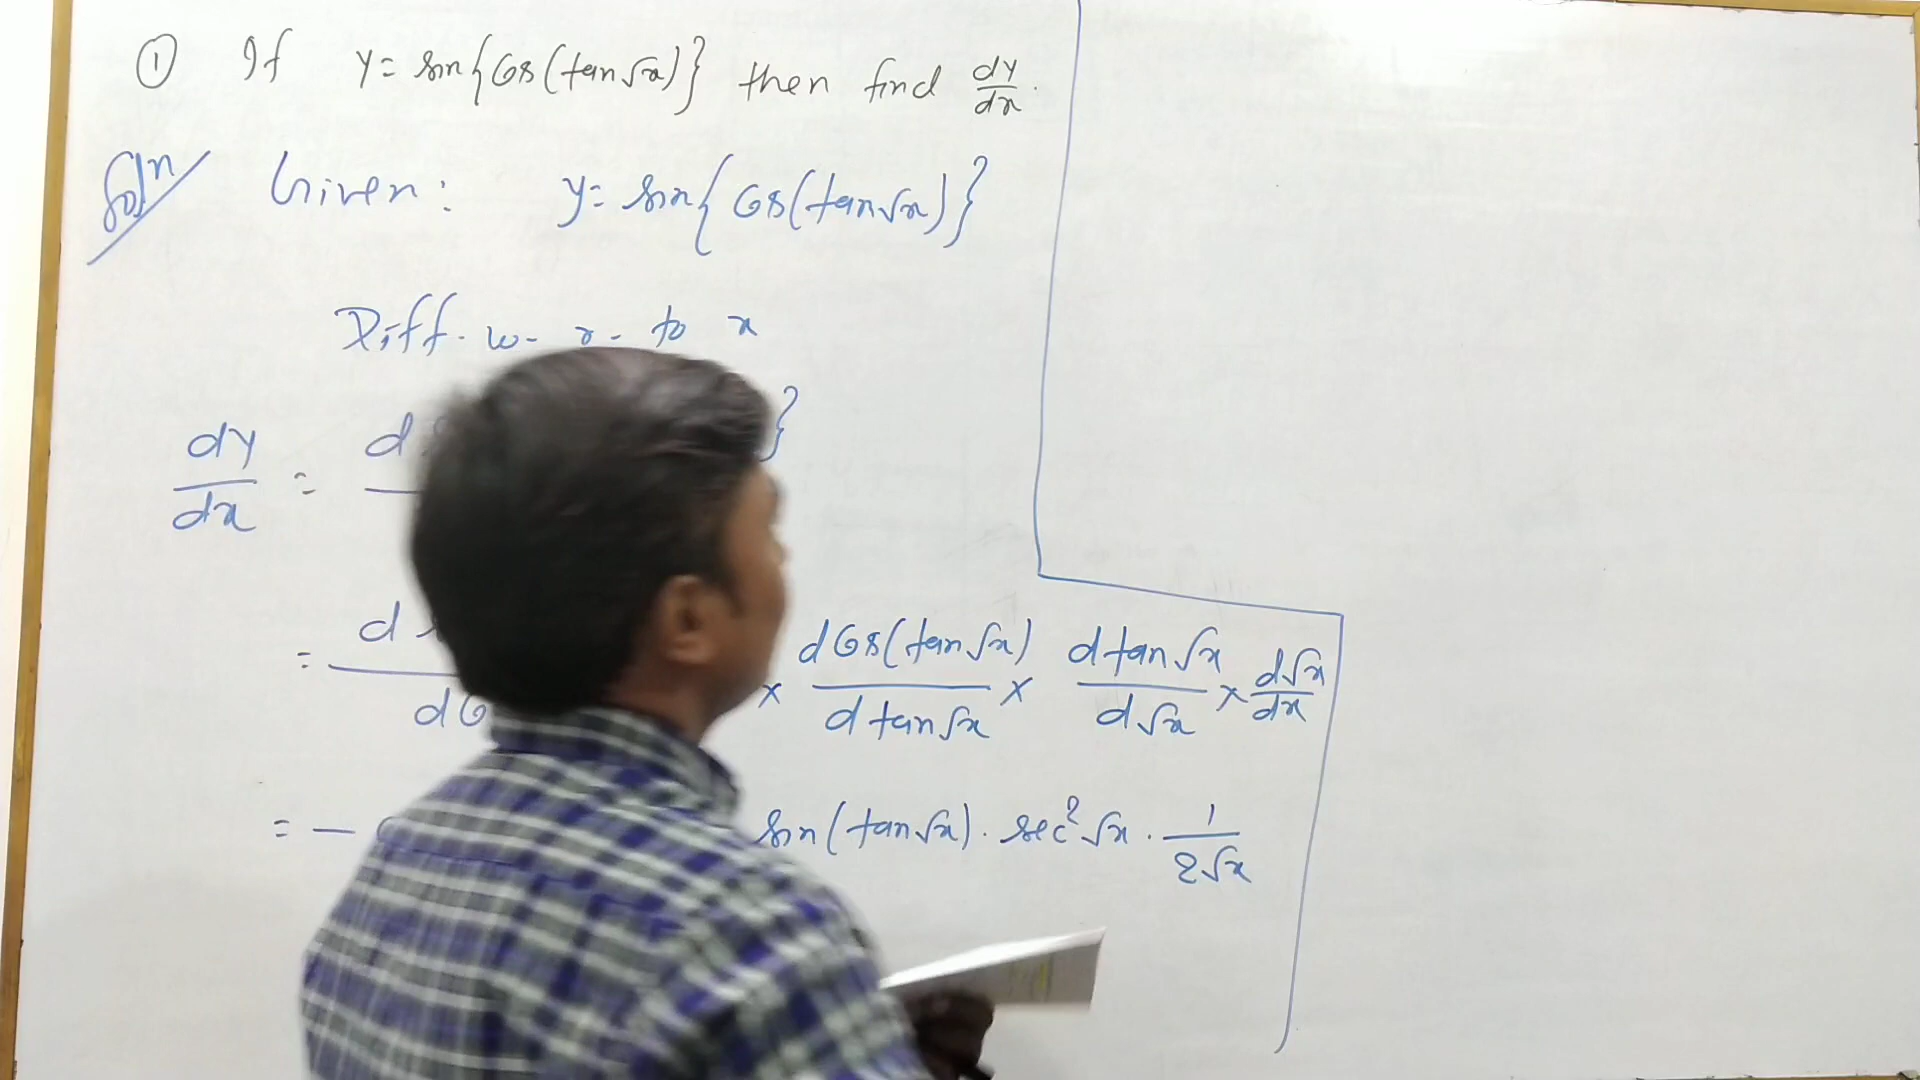 ① If y = sin{cos(tan√x)} then find dy/dx.
Soln Given: y = sin{cos(tan√x)}
Diff. w. r. to x
dy/dx = d }
= d d cos × d cos(tan√x)/d tan√x × d tan√x/d√x × d√x/dx
= — sin(tan√x) . sec²√x . 1/2√x